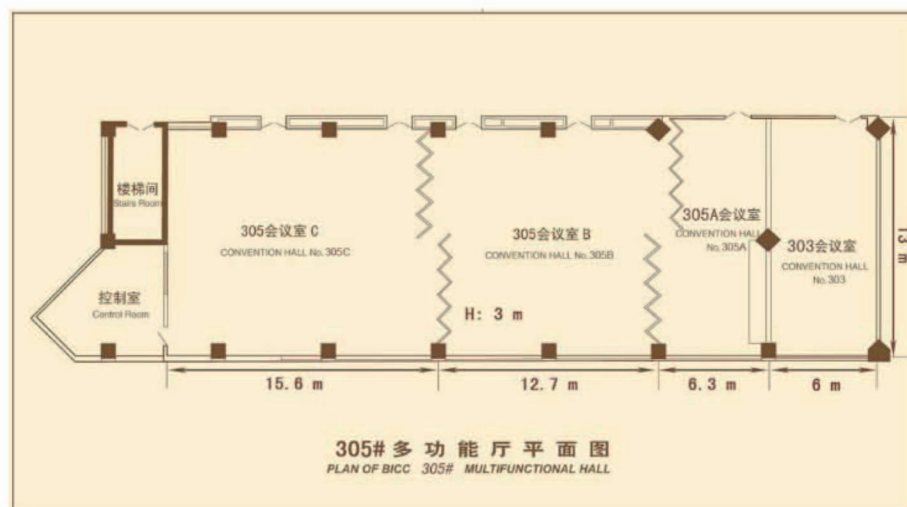 楼梯间
Stairs Room
305会议室 C
CONVENTION HALL No.305C
305会议室 B
CONVENTION HALL No.305B
305A会议室
CONVENTION HALL
No.305A
303会议室
CONVENTION HALL
No.303
13 m
控制室
Control Room
H: 3 m
15.6 m
12.7 m
6.3 m
6 m
305#多功能厅平面图
PLAN OF BICC 305# MULTIFUNCTIONAL HALL